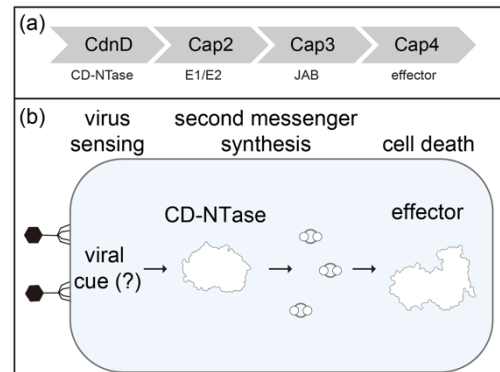 (a)
CdnD Cap2 Cap3 Cap4
CD-NTase E1/E2 JAB effector
(b)
virus sensing
second messenger synthesis
cell death
CD-NTase
effector
viral
cue (?)